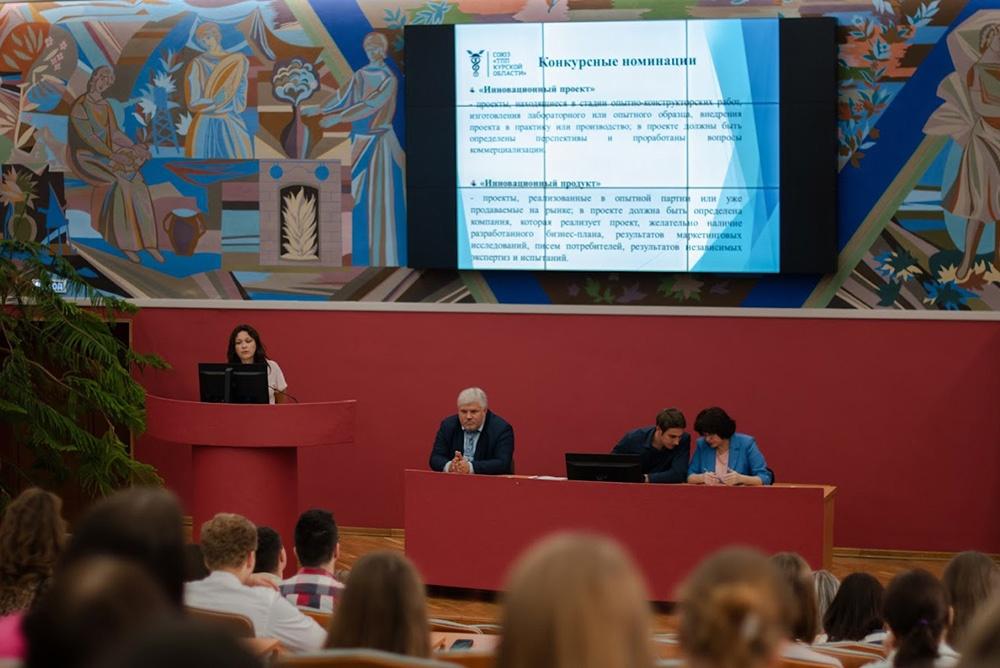 СОЮЗ
«ТПП
КУРСКОЙ
ОБЛАСТИ»
Конкурсные номинации
«Инновационный проект»
- проекты, находящиеся в стадии опытно-конструкторских работ,
изготовления лабораторного или опытного образца, внедрения
проекта в практику или производство; в проекте должны быть
определены перспективы и проработаны вопросы
коммерциализации.
«Инновационный продукт»
- проекты, реализованные в опытной партии или уже
продаваемые на рынке; в проекте должна быть определена
компания, которая реализует проект, желательно наличие
разработанного бизнес-плана, результатов маркетинговых
исследований, писем потребителей, результатов независимых
экспертиз и испытаний.